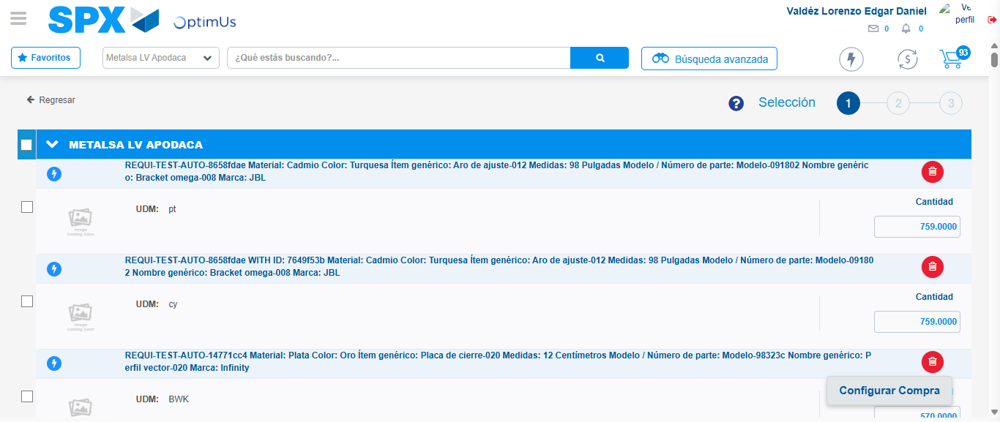 SPX OptimUs
Valdéz Lorenzo Edgar Daniel
Ve
perfil
0 0
Favoritos
Metalsa LV Apodaca
¿Qué estás buscando?...
Búsqueda avanzada
$
93
Regresar
? Selección 1 2 3
METALSA LV APODACA
REQUI-TEST-AUTO-8658fdae Material: Cadmio Color: Turquesa Ítem genérico: Aro de ajuste-012 Medidas: 98 Pulgadas Modelo / Número de parte: Modelo-091802 Nombre genéric
o: Bracket omega-008 Marca: JBL
Cantidad
UDM: pt
759.0000
Image
Coming Soon
REQUI-TEST-AUTO-8658fdae WITH ID: 7649f53b Material: Cadmio Color: Turquesa Ítem genérico: Aro de ajuste-012 Medidas: 98 Pulgadas Modelo / Número de parte: Modelo-09180
2 Nombre genérico: Bracket omega-008 Marca: JBL
Cantidad
UDM: cy
759.0000
Image
Coming Soon
REQUI-TEST-AUTO-14771cc4 Material: Plata Color: Oro Ítem genérico: Placa de cierre-020 Medidas: 12 Centímetros Modelo / Número de parte: Modelo-98323c Nombre genérico: P
erfil vector-020 Marca: Infinity
Configurar Compra
UDM: BWK
570.0000